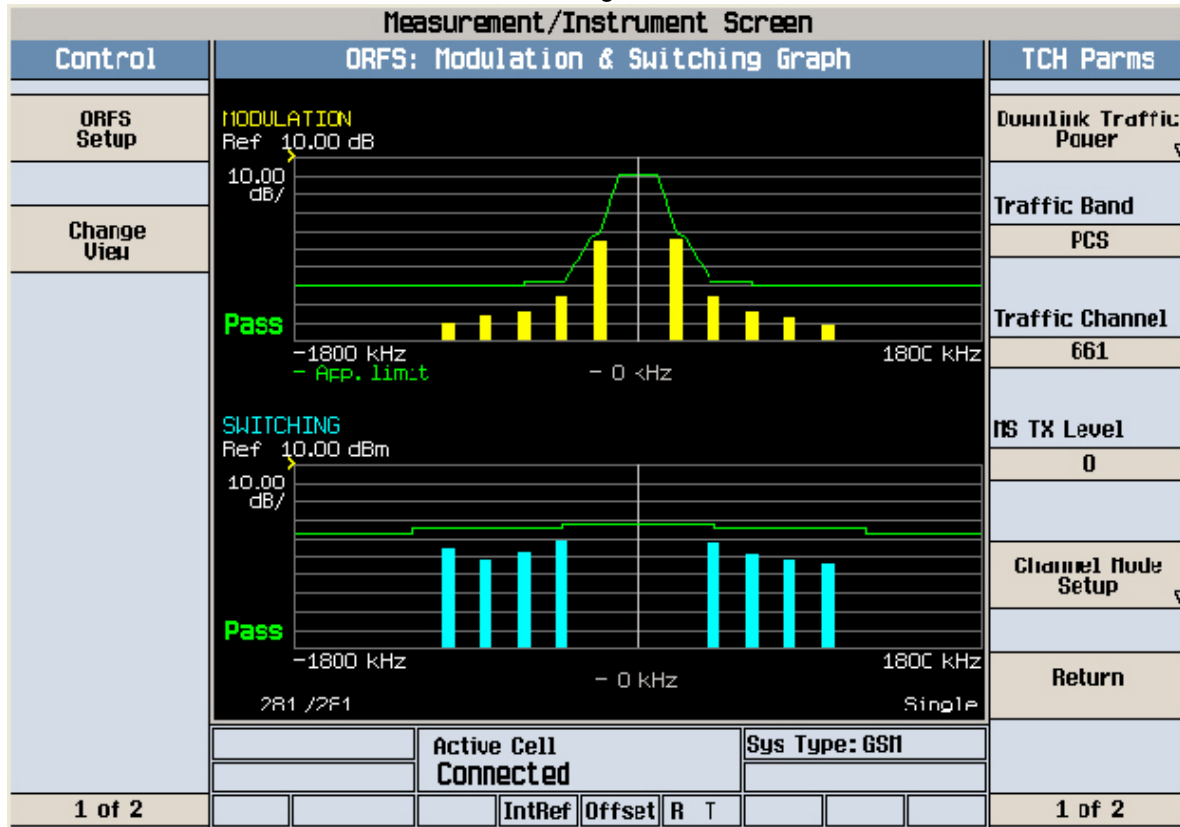 Measurement/Instrument Screen
Control
ORFS: Modulation & Switching Graph
TCH Parms
ORFS
Setup
Change
View
1 of 2
MODULATION
Ref 10.00 dB
10.00
dB/
Pass
-1800 kHz
1800 kHz
- App. limit
- 0 kHz
SWITCHING
Ref 10.00 dBm
10.00
dB/
Pass
-1800 kHz
1800 kHz
- 0 kHz
Single
Active Cell
Connected
Sys Type: GSM
IntRef
Offset
R T
Downlink Traffic
Power
Traffic Band
PCS
Traffic Channel
661
MS TX Level
0
Channel Mode
Setup
Return
1 of 2